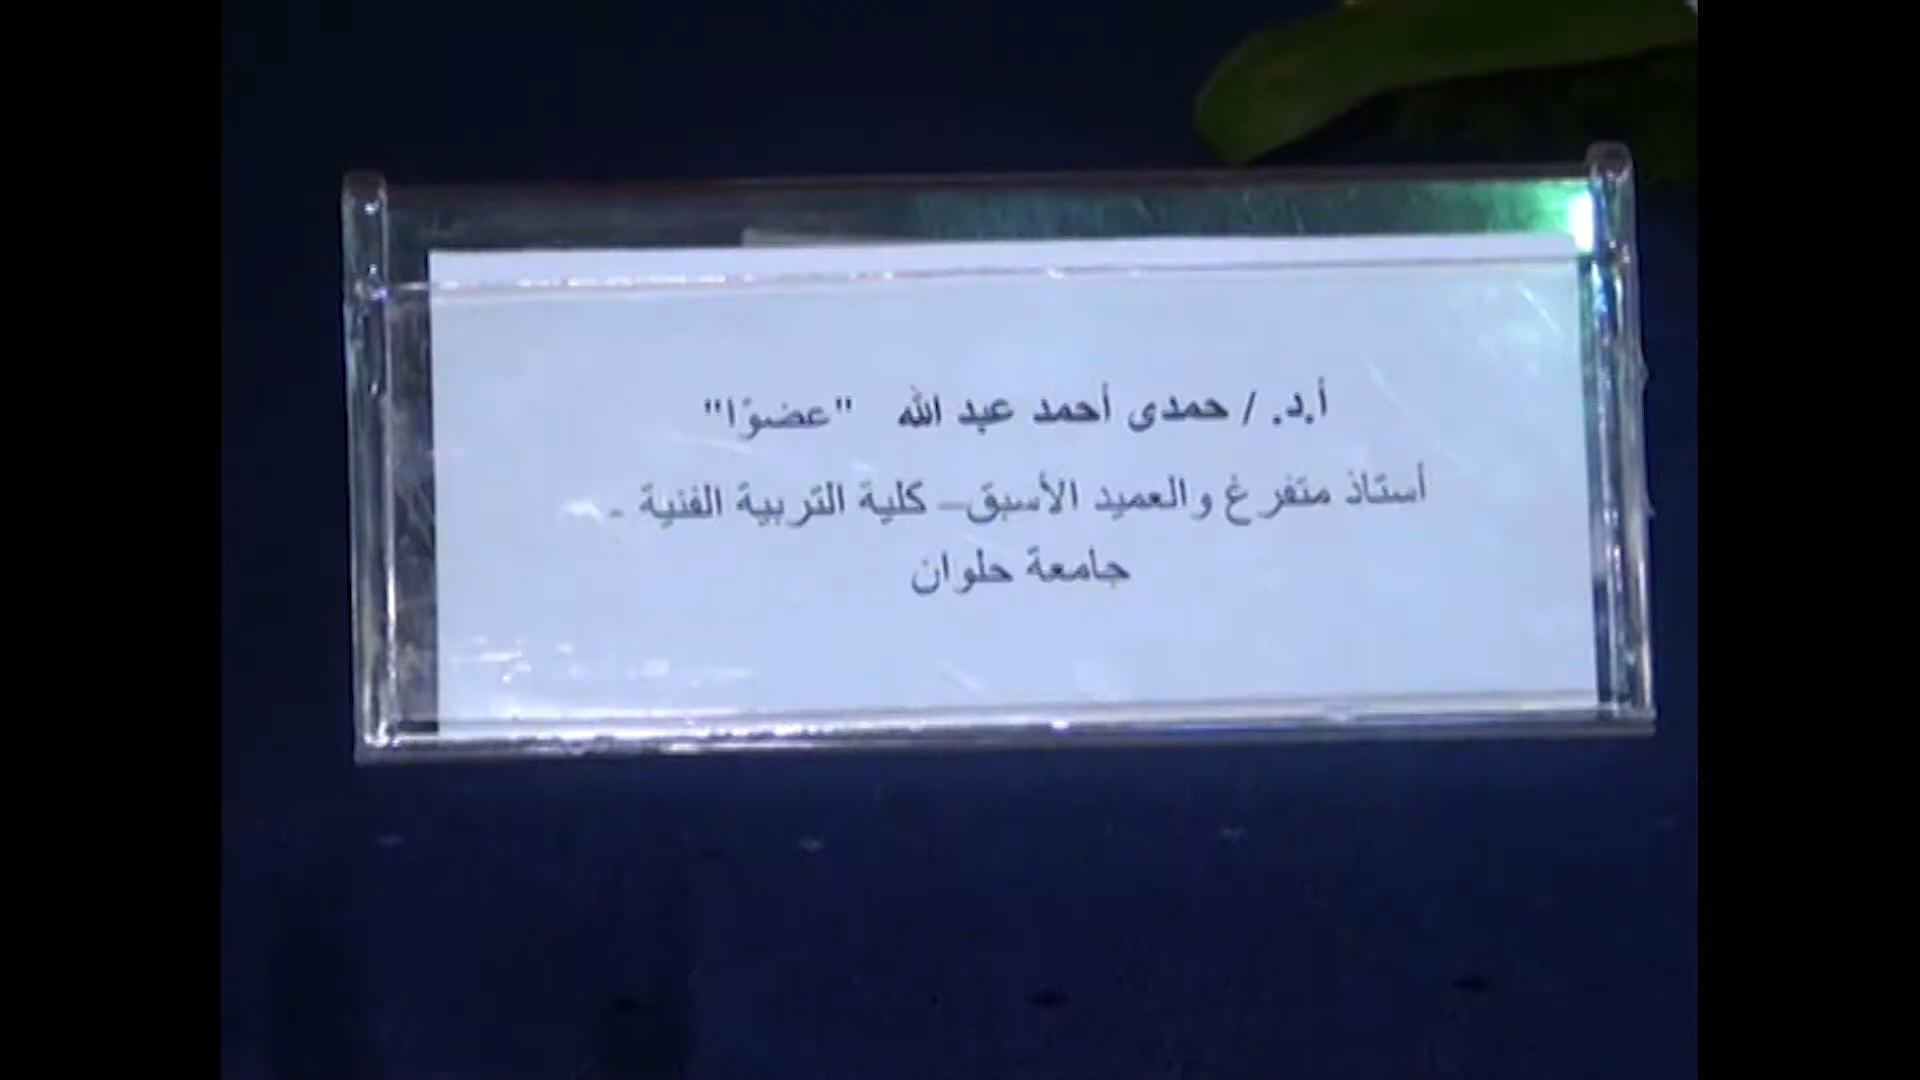 أ.د. / حمدى أحمد عبد الله "عضوًا"
أستاذ متفرغ والعميد الأسبق – كلية التربية الفنية -
جامعة حلوان